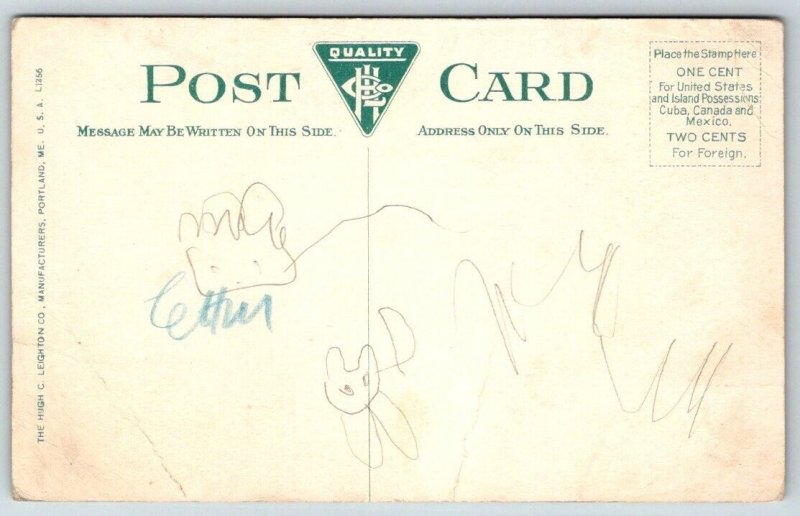 POST CARD
QUALITY
MESSAGE MAY BE WRITTEN ON THIS SIDE.
ADDRESS ONLY ON THIS SIDE.
Place the Stamp Here
ONE CENT
For United States
and Island Possessions
Cuba, Canada and
Mexico.
TWO CENTS
For Foreign.
THE HUGH C. LEIGHTON CO., MANUFACTURERS, PORTLAND, ME. U. S. A. L1256